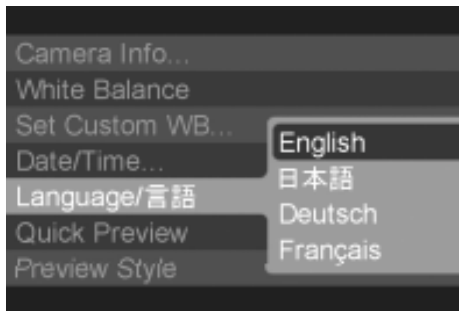 Camera Info...
White Balance
Set Custom WB...
Date/Time...
Language/言語
Quick Preview
Preview Style
English
日本語
Deutsch
Français